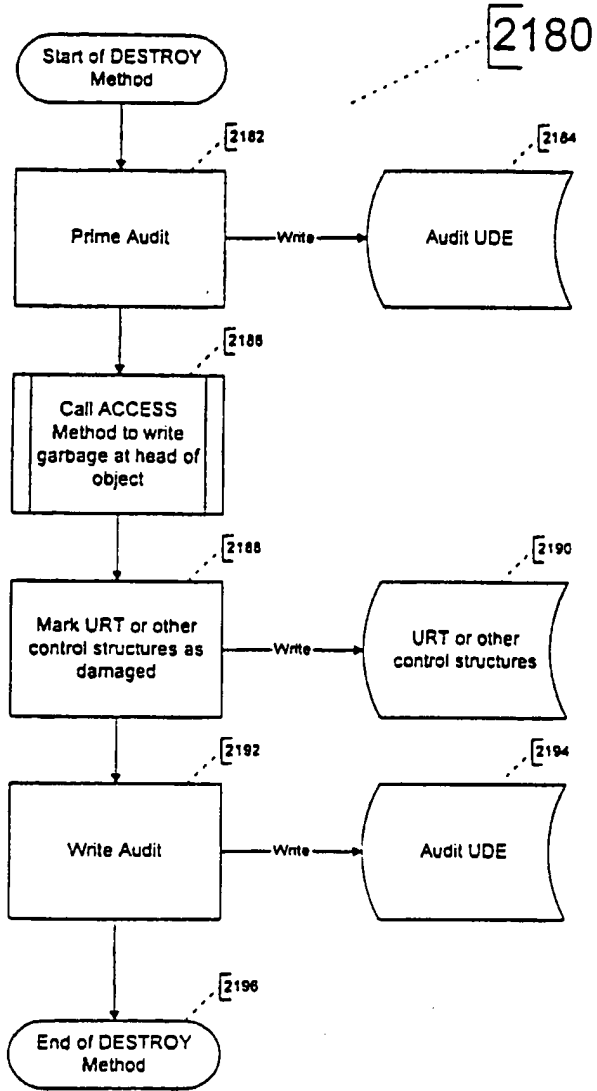 2180
Start of DESTROY
Method
2182
2184
Prime Audit
Write
Audit UDE
2186
Call ACCESS
Method to write
garbage at head of
object
2188
2190
Mark URT or other
control structures as
damaged
Write
URT or other
control structures
2192
2194
Write Audit
Write
Audit UDE
2196
End of DESTROY
Method